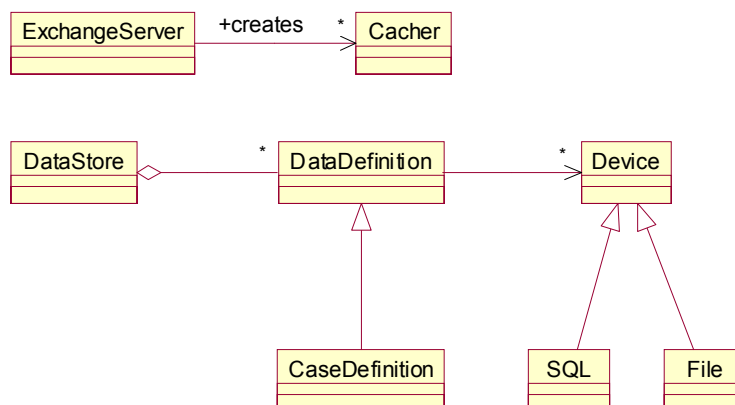 ExchangeServer +creates * Cacher
DataStore * DataDefinition * Device
CaseDefinition SQL File